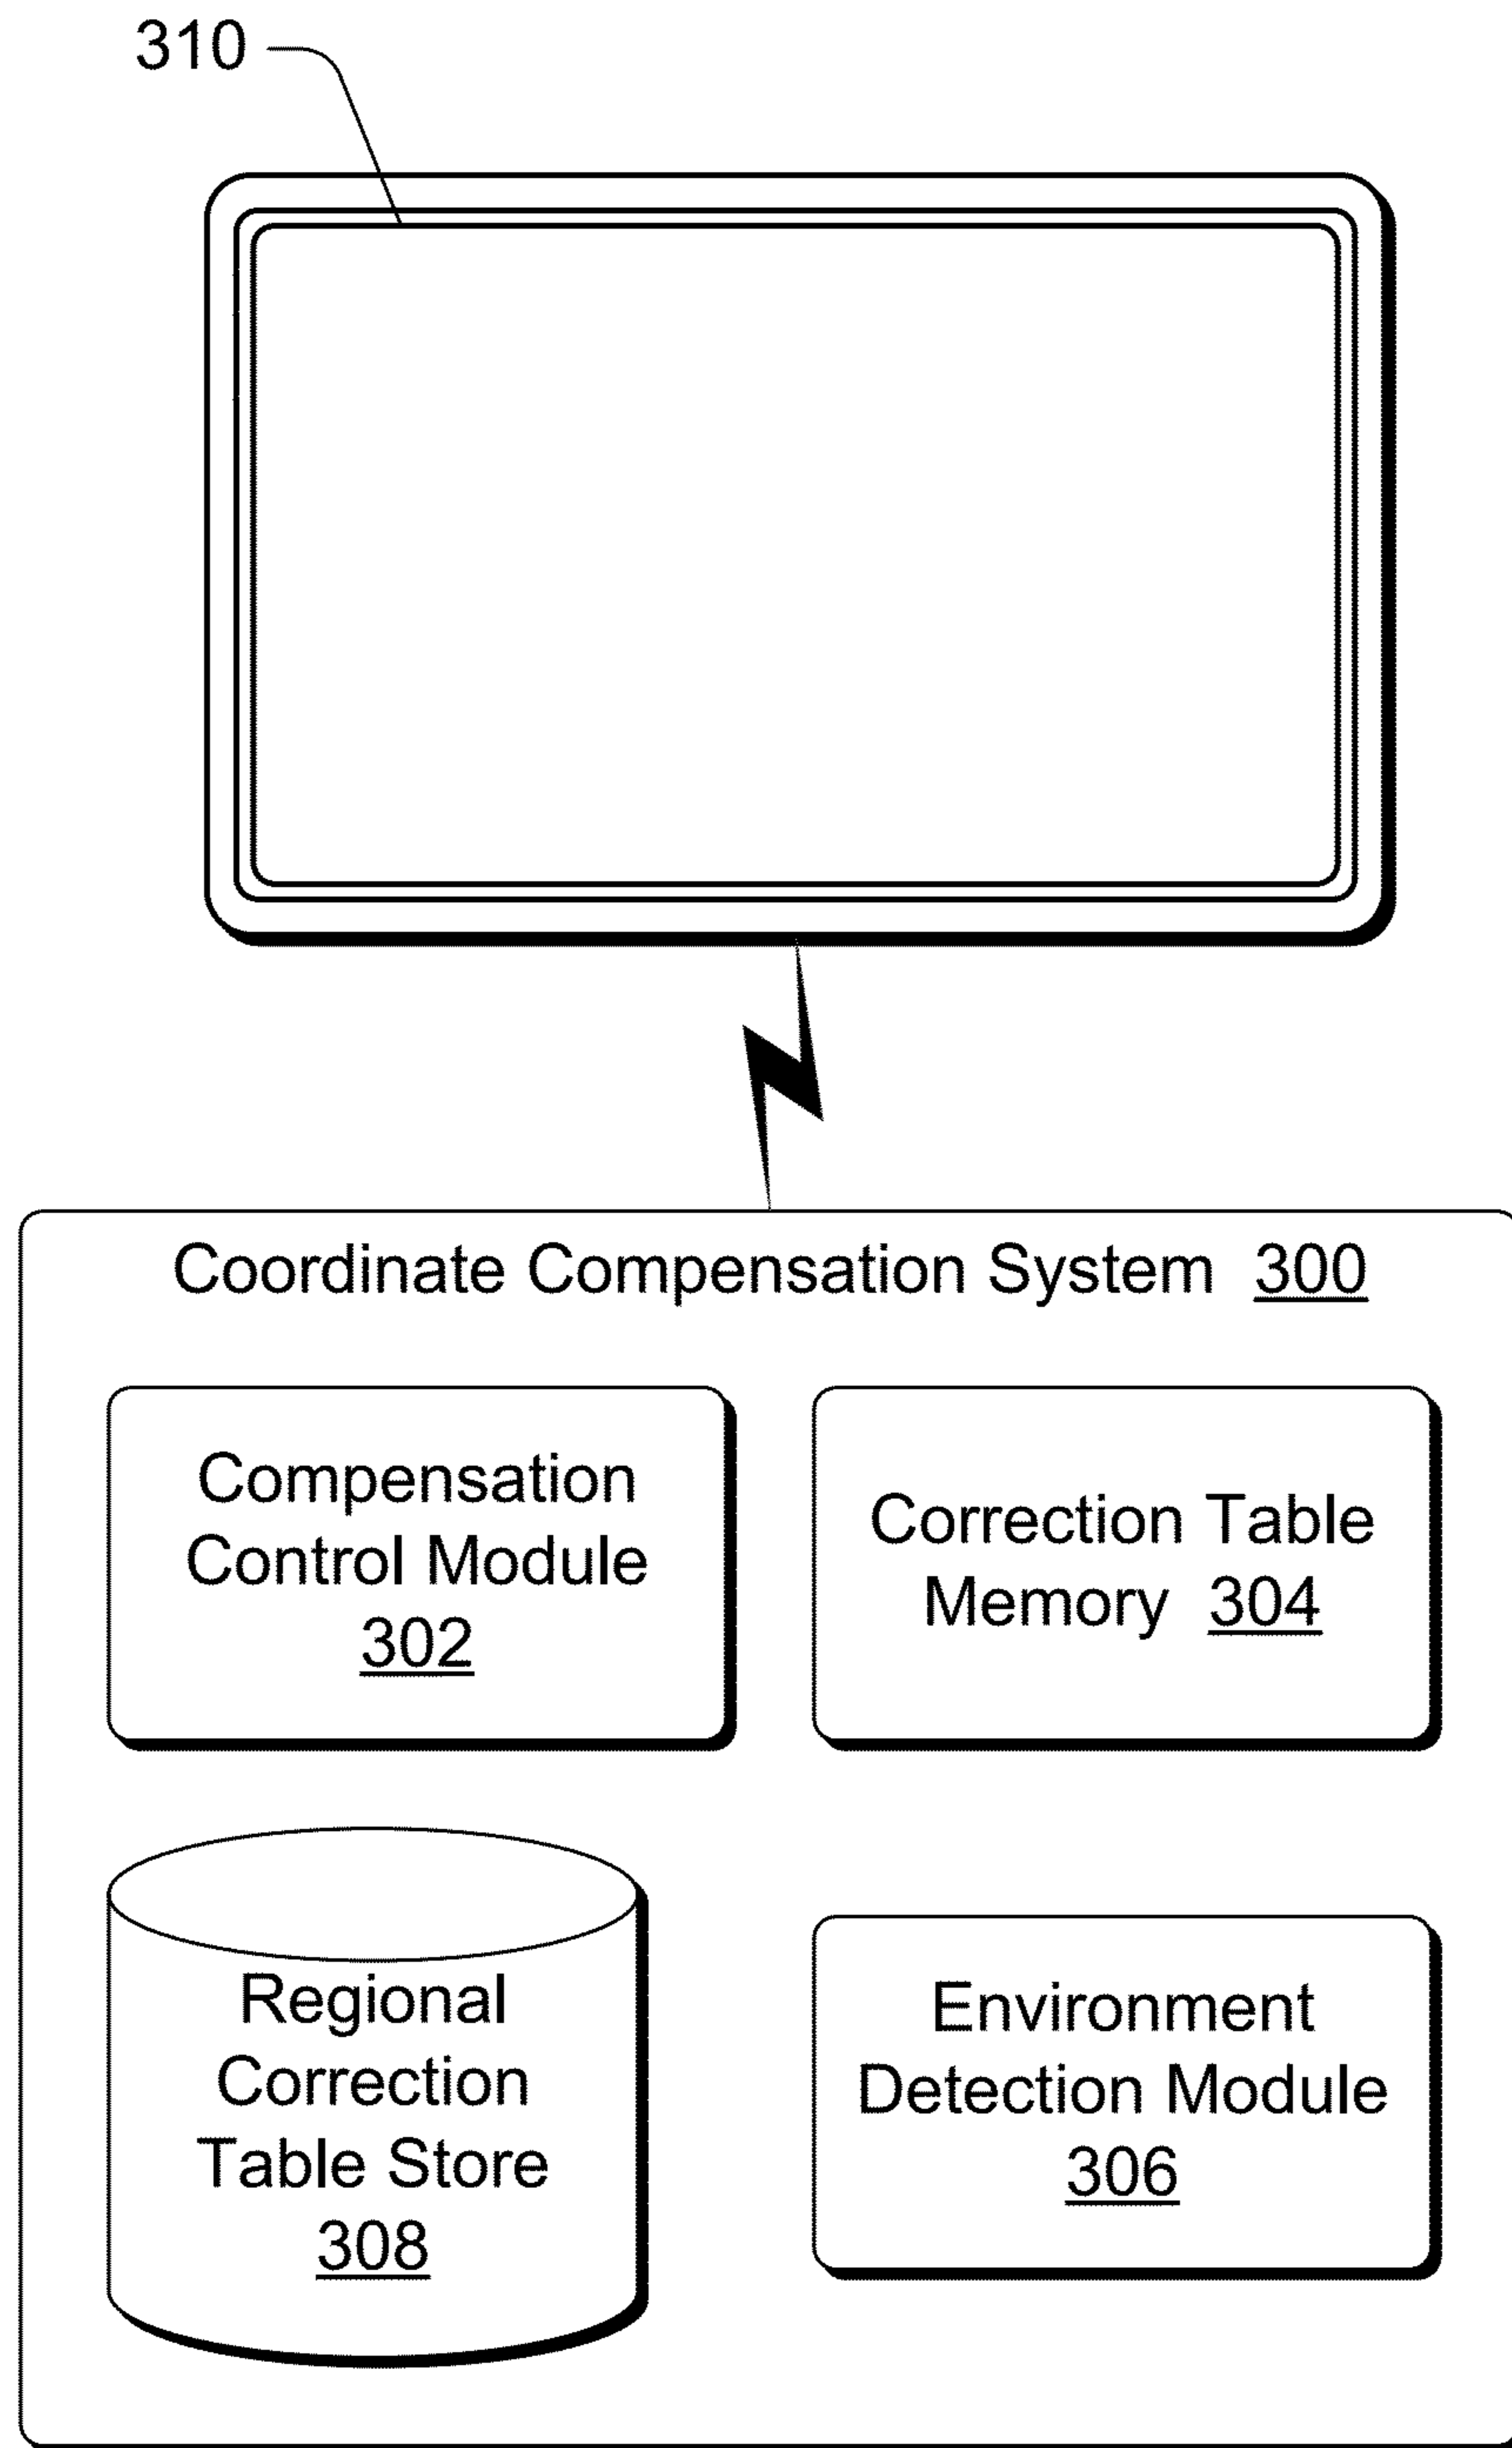 310
Coordinate Compensation System 300
Compensation
Control Module
302
Correction Table
Memory 304
Regional
Correction
Table Store
308
Environment
Detection Module
306